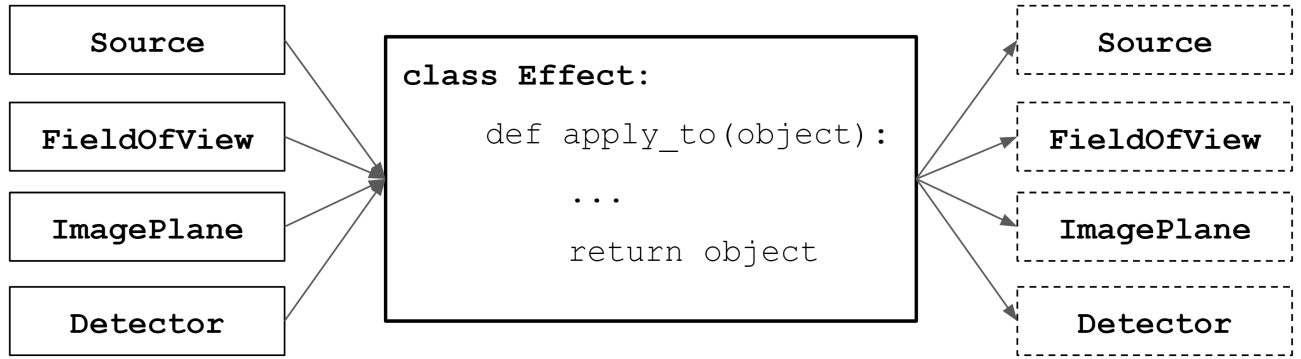 Source
FieldOfView
ImagePlane
Detector
class Effect:
def apply_to(object):
...
return object
Source
FieldOfView
ImagePlane
Detector